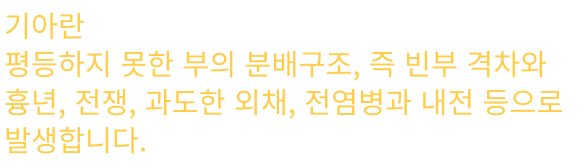 기아란
평등하지 못한 부의 분배구조, 즉 빈부 격차와
흉년, 전쟁, 과도한 외채, 전염병과 내전 등으로
발생합니다.